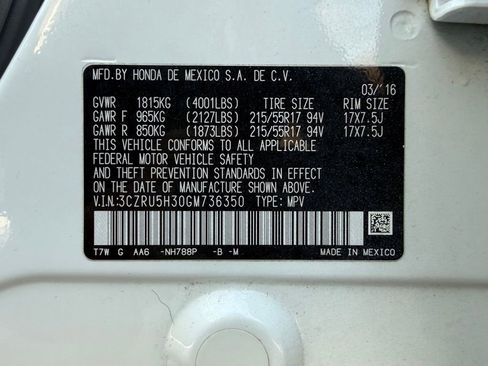 MFD.BY HONDA DE MEXICO S.A. DE C.V.
03/'16
GVWR 1815KG (4001LBS) TIRE SIZE RIM SIZE
GAWR F 965KG (2127LBS) 215/55R17 94V 17X7.5J
GAWR R 850KG (1873LBS) 215/55R17 94V 17X7.5J
THIS VEHICLE CONFORMS TO ALL APPLICABLE
FEDERAL MOTOR VEHICLE SAFETY
AND THEFT PREVENTION STANDARDS IN EFFECT
ON THE DATE OF MANUFACTURE SHOWN ABOVE.
V.I.N:3CZRU5H30GM736350 TYPE: MPV
T7W G AA6 -NH788P -B -M
MADE IN MEXICO